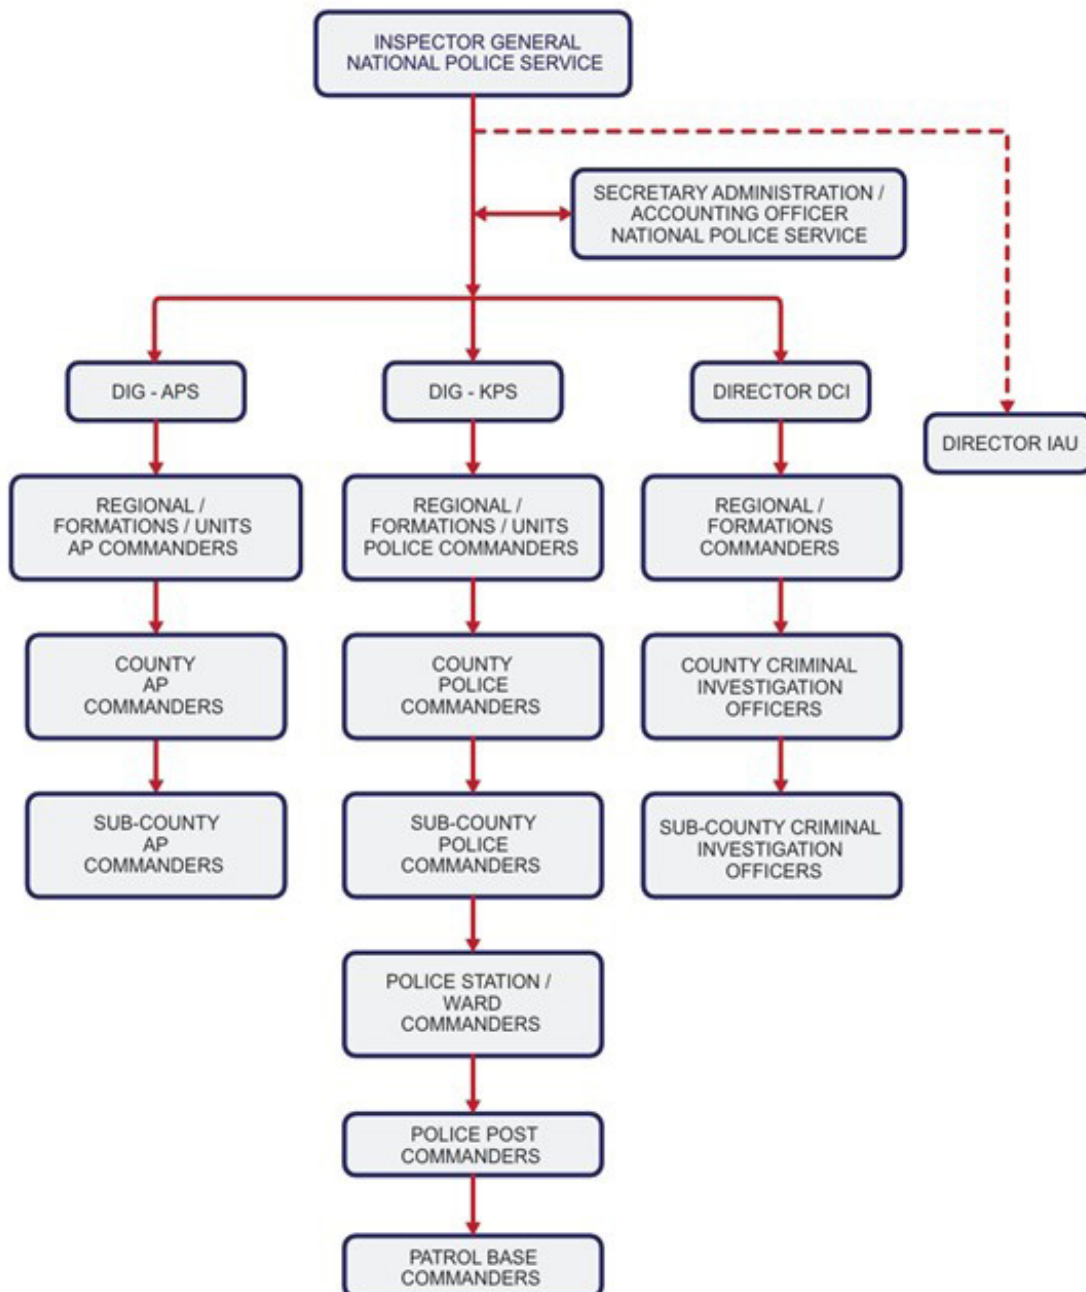 INSPECTOR GENERAL
NATIONAL POLICE SERVICE
SECRETARY ADMINISTRATION /
ACCOUNTING OFFICER
NATIONAL POLICE SERVICE
DIG - APS
DIG - KPS
DIRECTOR DCI
DIRECTOR IAU
REGIONAL /
FORMATIONS / UNITS
AP COMMANDERS
REGIONAL /
FORMATIONS / UNITS
POLICE COMMANDERS
REGIONAL /
FORMATIONS
COMMANDERS
COUNTY
AP
COMMANDERS
COUNTY
POLICE
COMMANDERS
COUNTY CRIMINAL
INVESTIGATION
OFFICERS
SUB-COUNTY
AP
COMMANDERS
SUB-COUNTY
POLICE
COMMANDERS
SUB-COUNTY CRIMINAL
INVESTIGATION
OFFICERS
POLICE STATION /
WARD
COMMANDERS
POLICE POST
COMMANDERS
PATROL BASE
COMMANDERS